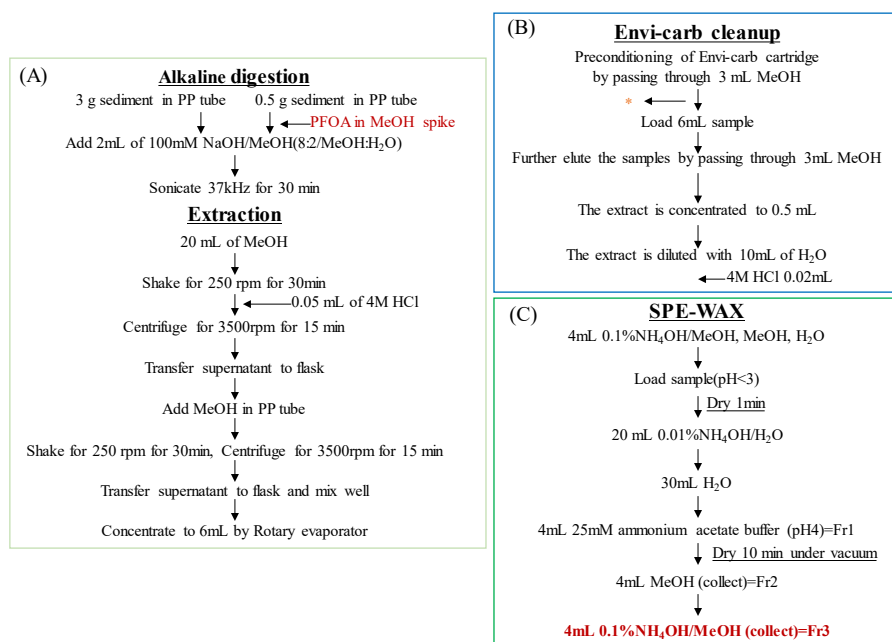 (A)
Alkaline digestion
3 g sediment in PP tube 0.5 g sediment in PP tube
PFOA in MeOH spike
Add 2mL of 100mM NaOH/MeOH(8:2/MeOH:H₂O)
Sonicate 37kHz for 30 min
Extraction
20 mL of MeOH
Shake for 250 rpm for 30min
0.05 mL of 4M HCl
Centrifuge for 3500rpm for 15 min
Transfer supernatant to flask
Add MeOH in PP tube
Shake for 250 rpm for 30min, Centrifuge for 3500rpm for 15 min
Transfer supernatant to flask and mix well
Concentrate to 6mL by Rotary evaporator
(B)
Envi-carb cleanup
Preconditioning of Envi-carb cartridge
by passing through 3 mL MeOH
*
Load 6mL sample
Further elute the samples by passing through 3mL MeOH
The extract is concentrated to 0.5 mL
The extract is diluted with 10mL of H₂O
4M HCl 0.02mL
(C)
SPE-WAX
4mL 0.1%NH₄OH/MeOH, MeOH, H₂O
Load sample(pH<3)
Dry 1min
20 mL 0.01%NH₄OH/H₂O
30mL H₂O
4mL 25mM ammonium acetate buffer (pH4)=Fr1
Dry 10 min under vacuum
4mL MeOH (collect)=Fr2
4mL 0.1%NH₄OH/MeOH (collect)=Fr3